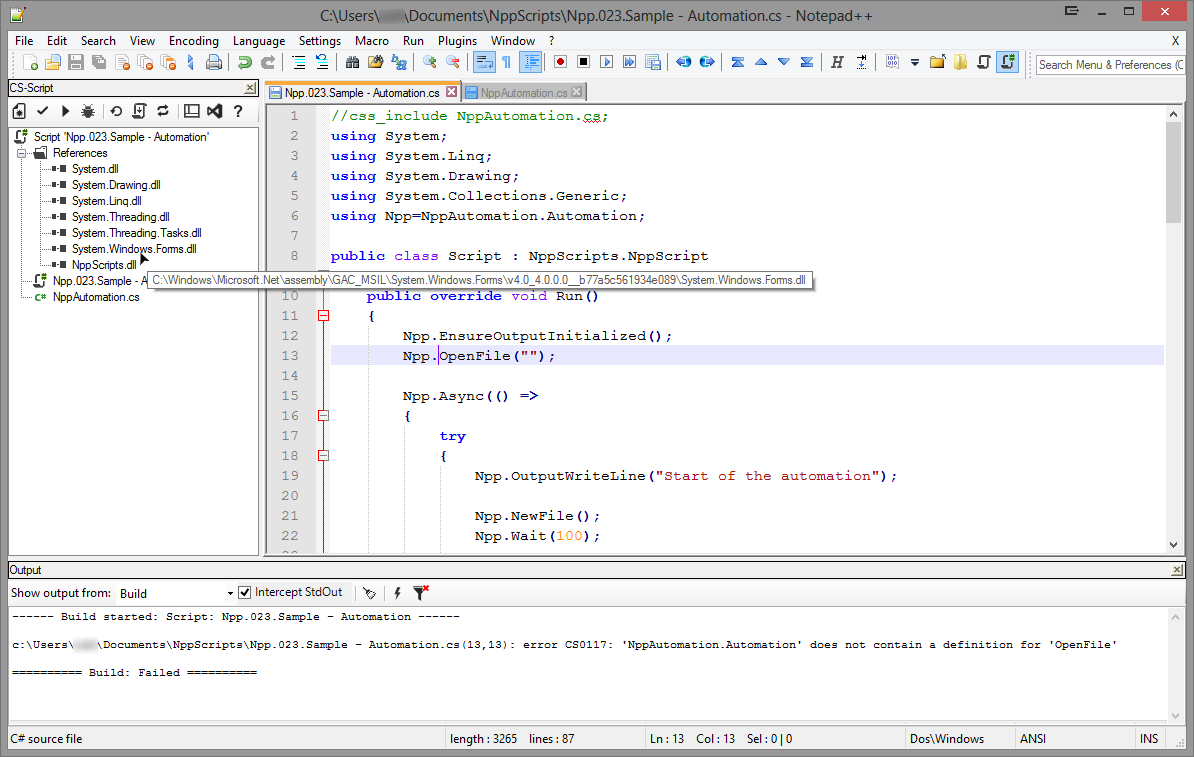 C:\Users\ \Documents\NppScripts\Npp.023.Sample - Automation.cs - Notepad++
File Edit Search View Encoding Language Settings Macro Run Plugins Window ? X
Search Menu & Preferences (C
CS-Script
Npp.023.Sample - Automation.cs NppAutomation.cs
Script 'Npp.023.Sample - Automation'
References
System.dll
System.Drawing.dll
System.Linq.dll
System.Threading.dll
System.Threading.Tasks.dll
System.Windows.Forms.dll
NppScripts.dll
Npp.023.Sample - A
NppAutomation.cs
C:\Windows\Microsoft.Net\assembly\GAC_MSIL\System.Windows.Forms\v4.0_4.0.0.0__b77a5c561934e089\System.Windows.Forms.dll
1 //css_include NppAutomation.cs;
2 using System;
3 using System.Linq;
4 using System.Drawing;
5 using System.Collections.Generic;
6 using Npp=NppAutomation.Automation;
7
8 public class Script : NppScripts.NppScript
10 public override void Run()
11 {
12 Npp.EnsureOutputInitialized();
13 Npp.OpenFile("");
14
15 Npp.Async(() =>
16 {
17 try
18 {
19 Npp.OutputWriteLine("Start of the automation");
20
21 Npp.NewFile();
22 Npp.Wait(100);
Output
Show output from: Build Intercept StdOut
------ Build started: Script: Npp.023.Sample - Automation ------
c:\Users\ \Documents\NppScripts\Npp.023.Sample - Automation.cs(13,13): error CS0117: 'NppAutomation.Automation' does not contain a definition for 'OpenFile'
========== Build: Failed ==========
C# source file length : 3265 lines : 87 Ln : 13 Col : 13 Sel : 0 | 0 Dos\Windows ANSI INS